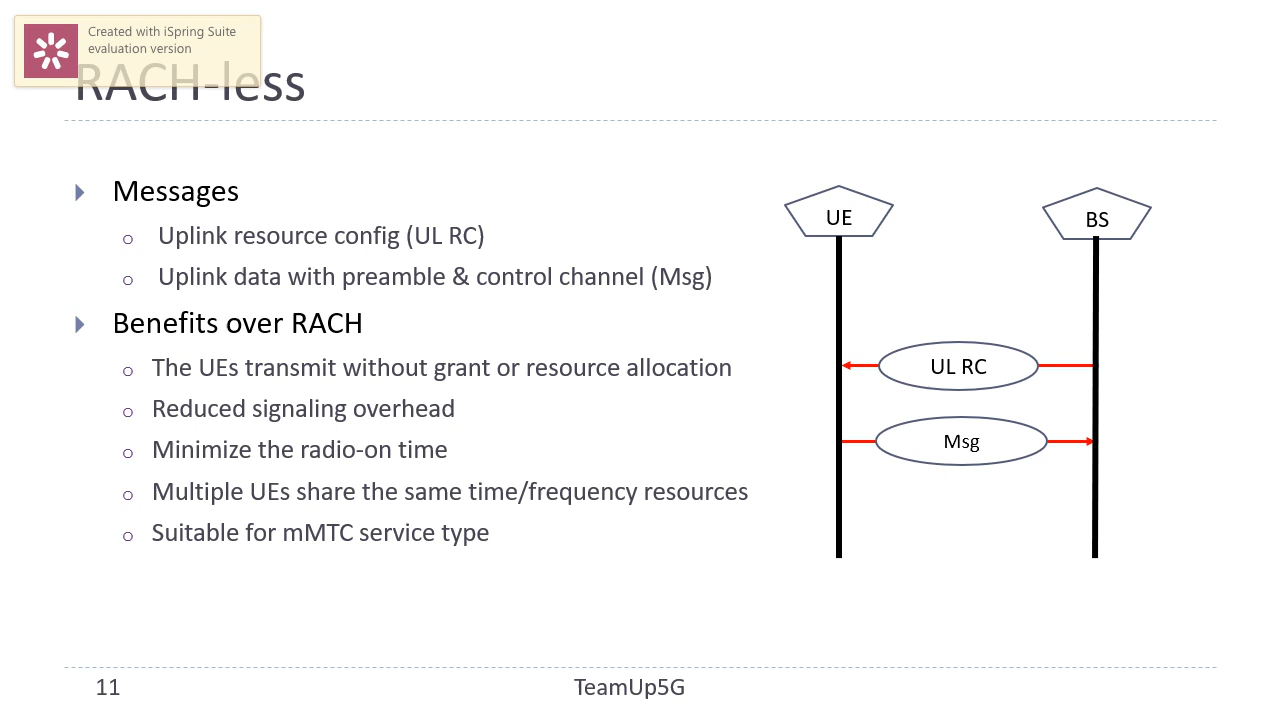 Created with iSpring Suite
evaluation version
RACH-less
Messages
Uplink resource config (UL RC)
Uplink data with preamble & control channel (Msg)
Benefits over RACH
The UEs transmit without grant or resource allocation
Reduced signaling overhead
Minimize the radio-on time
Multiple UEs share the same time/frequency resources
Suitable for mMTC service type
UE
BS
UL RC
Msg
11
TeamUp5G